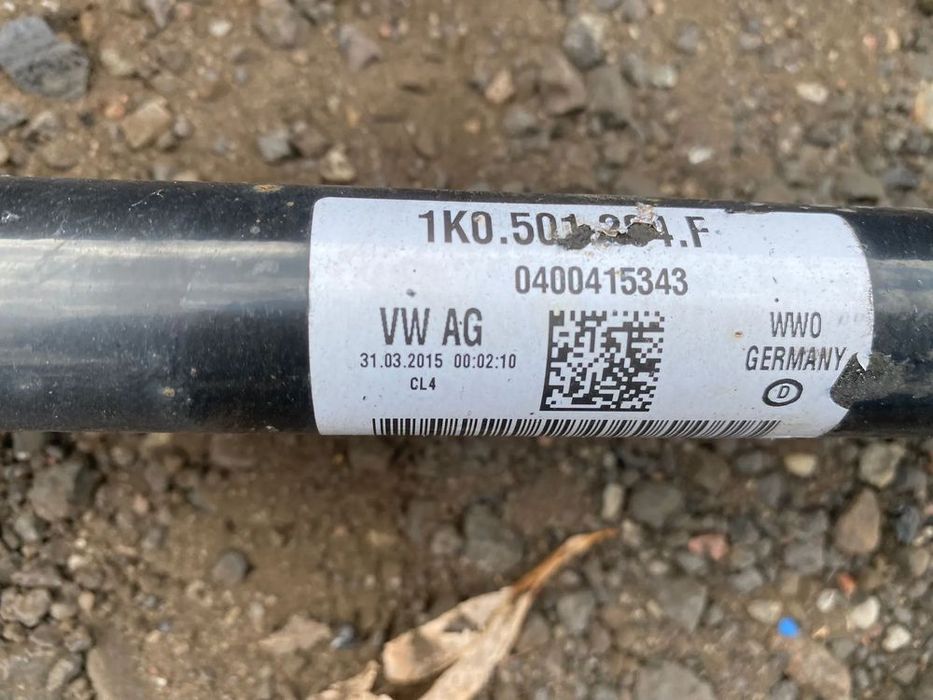 0400415343
VW AG
31.03.2015 00:02:10
CL4
WWO
GERMANY
D